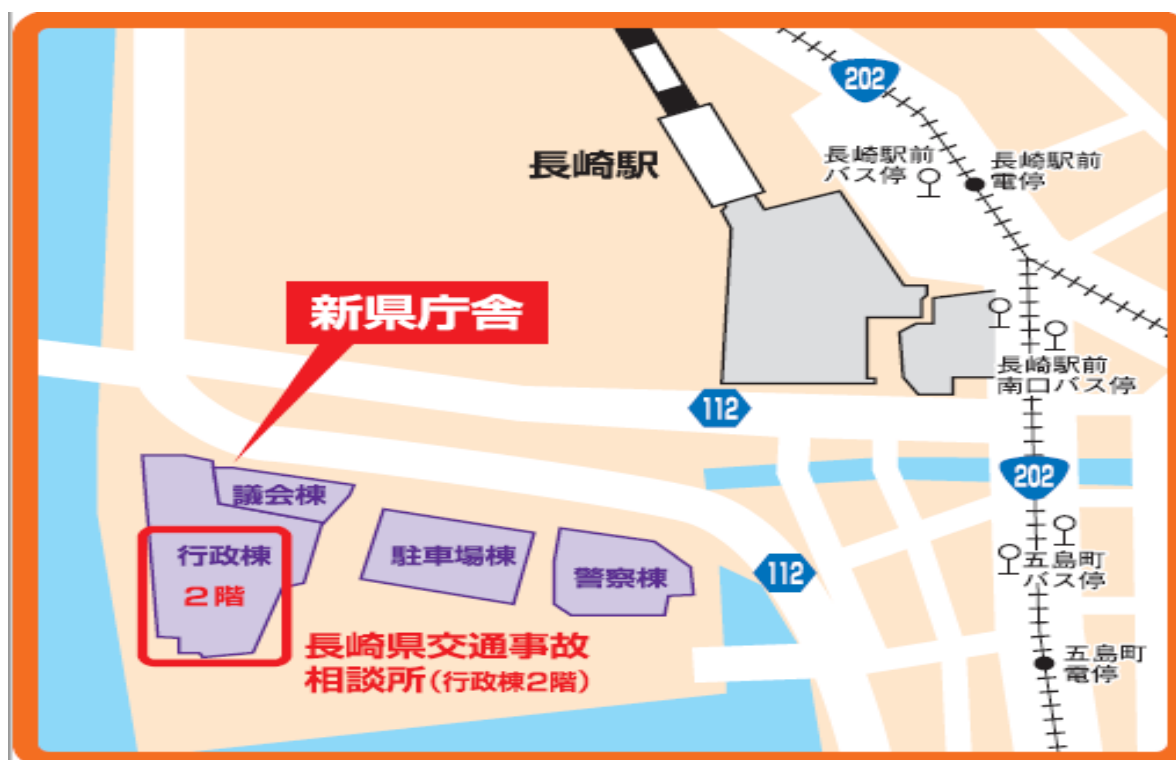 202
長崎駅前
バス停
長崎駅前
電停
長崎駅
新県庁舎
長崎駅前
南口バス停
112
202
議会棟
行政棟
2階
駐車場棟
警察棟
112
五島町
バス停
長崎県交通事故
相談所(行政棟2階)
五島町
電停